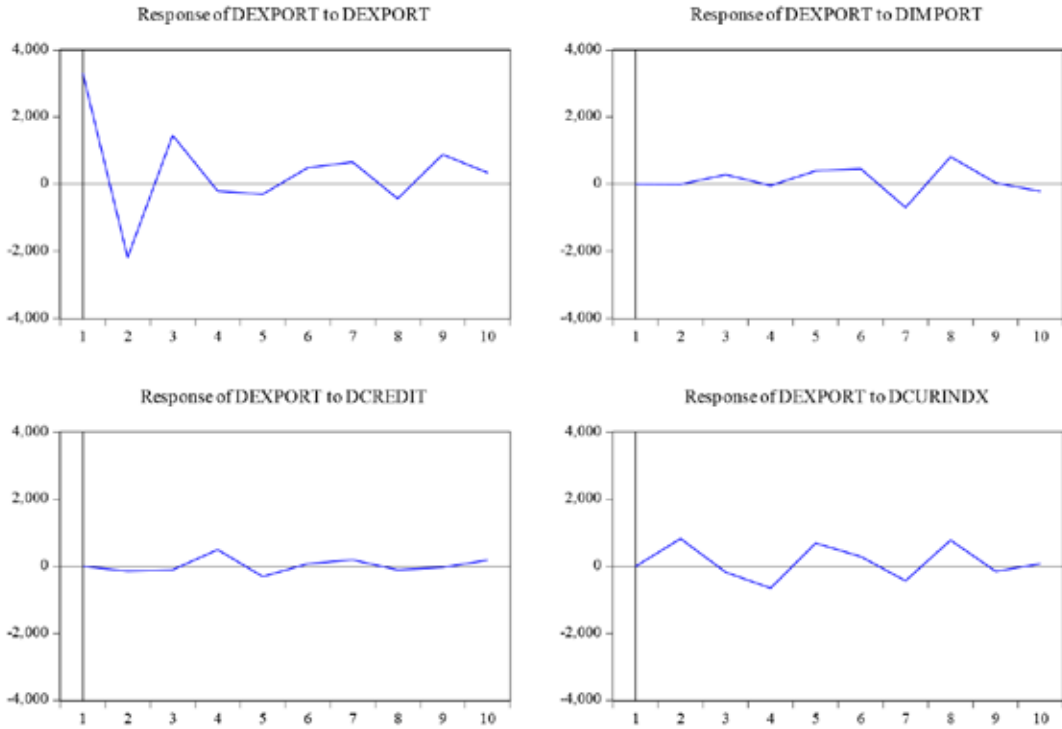 Response of DEXPORT to DEXPORT
4,000
2,000
0
-2,000
-4,000
1 2 3 4 5 6 7 8 9 10
Response of DEXPORT to DIMPORT
4,000
2,000
0
-2,000
-4,000
1 2 3 4 5 6 7 8 9 10
Response of DEXPORT to DCREDIT
4,000
2,000
0
-2,000
-4,000
1 2 3 4 5 6 7 8 9 10
Response of DEXPORT to DCURINDX
4,000
2,000
0
-2,000
-4,000
1 2 3 4 5 6 7 8 9 10